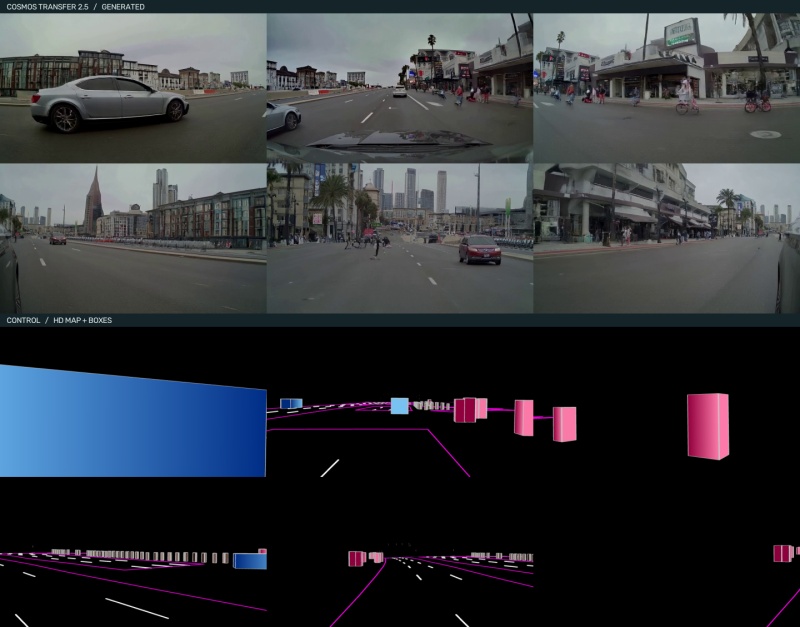 COSMOS TRANSFER 2.5 / GENERATED
CONTROL / HD MAP + BOXES